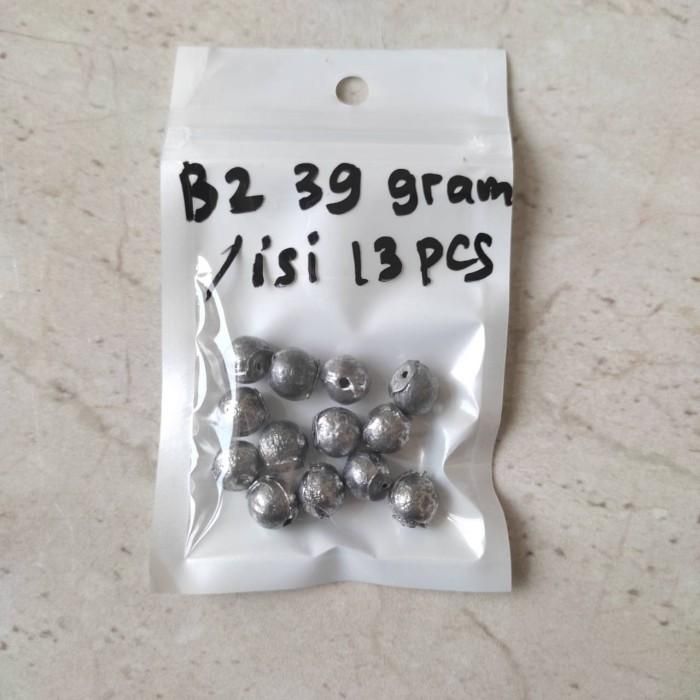 B2 39 gram
/isi 13 PCS